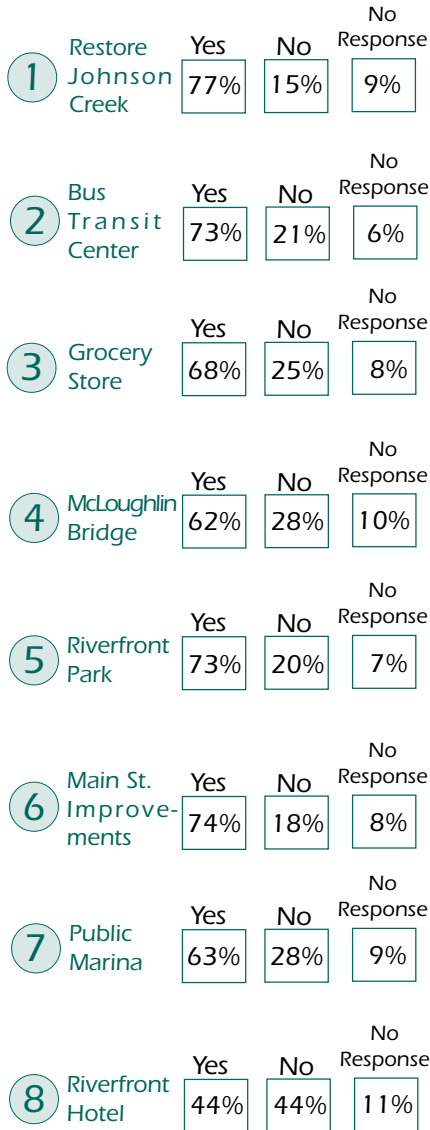 No
Restore Yes No Response
1 Johnson 77% 15% 9%
Creek
No
Bus Yes No Response
2 Transit 73% 21% 6%
Center
No
Yes No Response
3 Grocery 68% 25% 8%
Store
No
Yes No Response
4 McLoughlin 62% 28% 10%
Bridge
No
Yes No Response
5 Riverfront 73% 20% 7%
Park
No
Main St. Yes No Response
6 Improve- 74% 18% 8%
ments
No
Yes No Response
7 Public 63% 28% 9%
Marina
No
Yes No Response
8 Riverfront 44% 44% 11%
Hotel